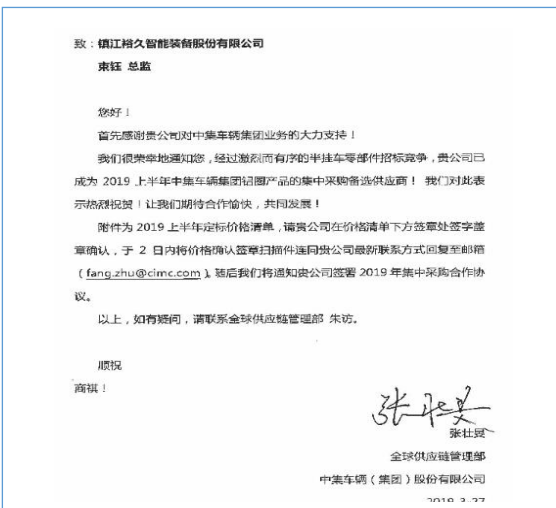 致：镇江裕久智能装备股份有限公司
束钰 总监
您好！
首先感谢贵公司对中集车辆集团业务的大力支持！
我们很荣幸地通知您，经过激烈而有序的半挂车零部件招标竞争，贵公司已
成为 2019 上半年中集车辆集团铝圈产品的集中采购备选供应商！我们对此表
示热烈祝贺！让我们期待合作愉快，共同发展！
附件为 2019 上半年定标价格清单，请贵公司在价格清单下方签章处签字盖
章确认，于 2 日内将价格确认签章扫描件连同贵公司最新联系方式回复至邮箱
（fang.zhu@cimc.com），随后我们将通知贵公司签署 2019 年集中采购合作协
议。
以上，如有疑问，请联系全球供应链管理部 朱访。
顺祝
商祺！
张壮旻
全球供应链管理部
中集车辆（集团）股份有限公司